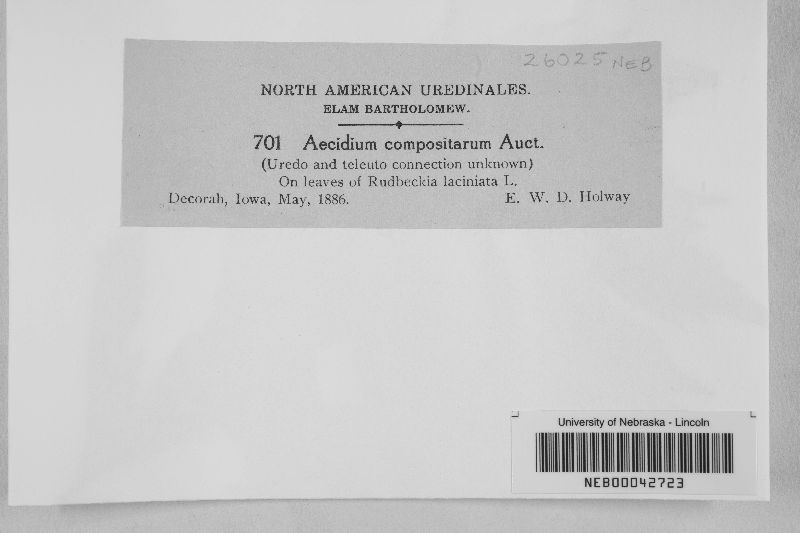 26025 NEB
NORTH AMERICAN UREDINALES.
ELAM BARTHOLOMEW.
701 Aecidium compositarum Auct.
(Uredo and teleuto connection unknown)
On leaves of Rudbeckia laciniata L.
Decorah, Iowa, May, 1886. E. W. D. Holway
University of Nebraska - Lincoln
NEB00042723